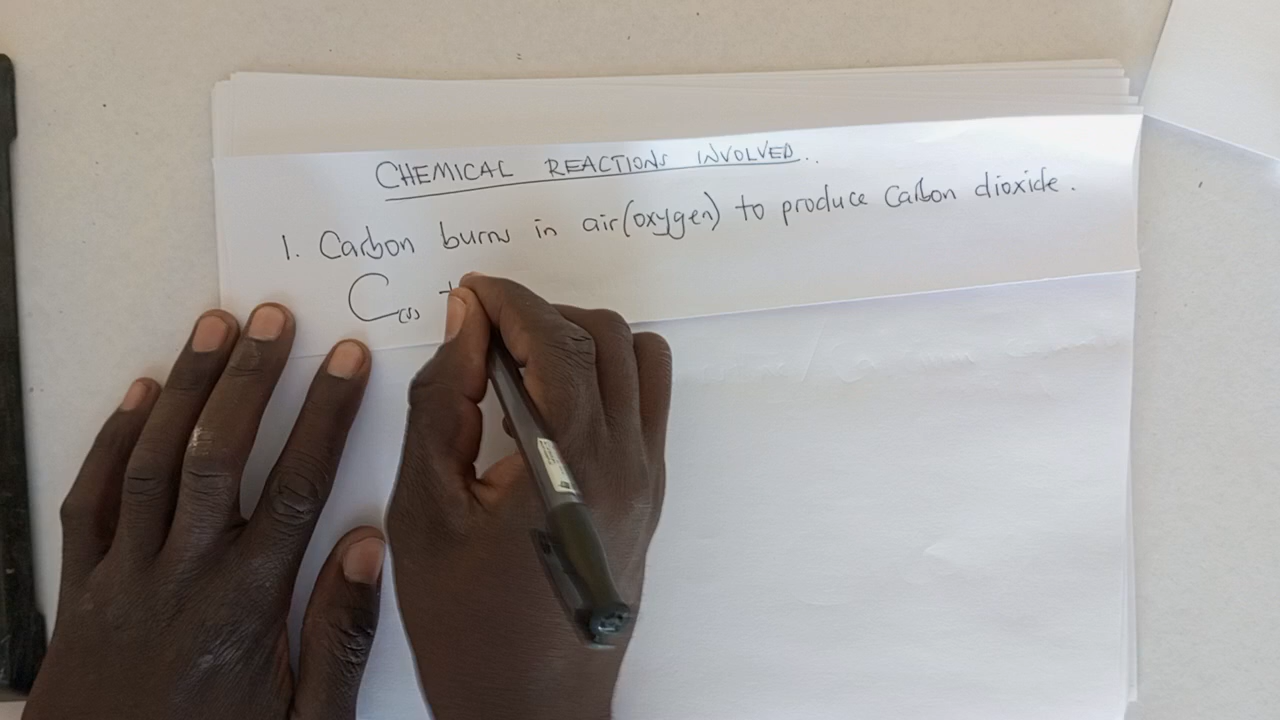 CHEMICAL REACTIONS INVOLVED..
1. Carbon burns in air(oxygen) to produce Carbon dioxide.
C(s) +